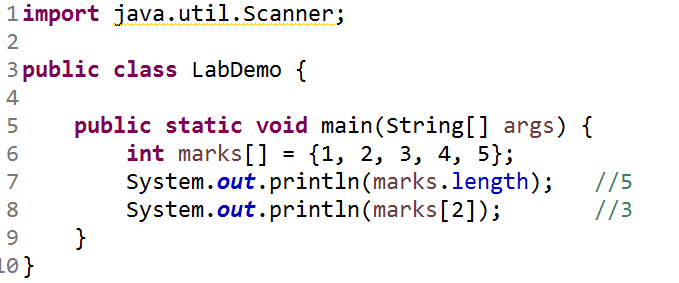 1 import java.util.Scanner;
2
3 public class LabDemo {
4
5     public static void main(String[] args) {
6         int marks[] = {1, 2, 3, 4, 5};
7         System.out.println(marks.length);   //5
8         System.out.println(marks[2]);       //3
9     }
10 }